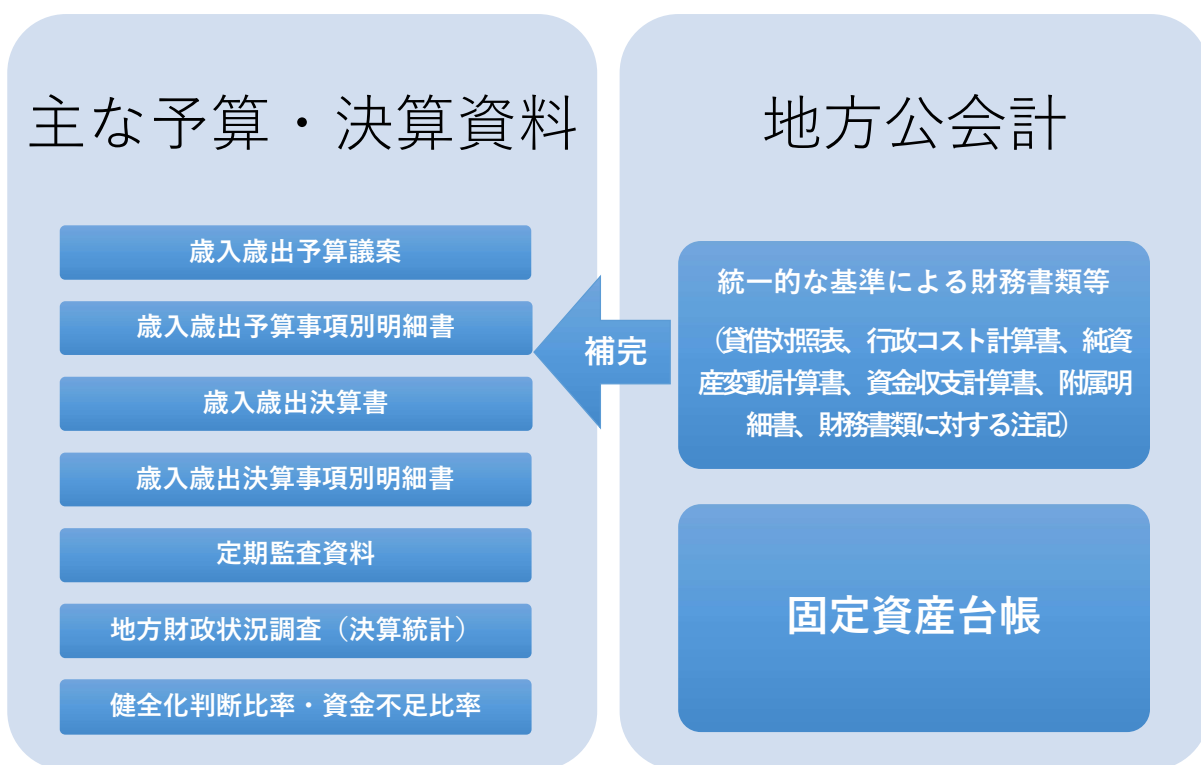 主な予算・決算資料
歳入歳出予算議案
歳入歳出予算事項別明細書
歳入歳出決算書
歳入歳出決算事項別明細書
定期監査資料
地方財政状況調査（決算統計）
健全化判断比率・資金不足比率
補完
地方公会計
統一的な基準による財務書類等
（貸借対照表、行政コスト計算書、純資
産変動計算書、資金収支計算書、附属明
細書、財務書類に対する注記）
固定資産台帳